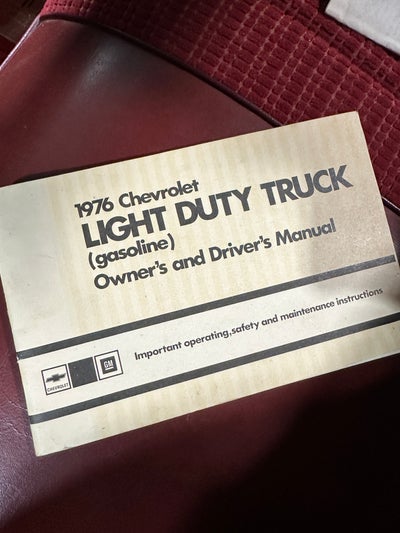 1976 Chevrolet
LIGHT DUTY TRUCK
(gasoline)
Owner's and Driver's Manual
Important operating, safety and maintenance instructions
CHEVROLET
GM